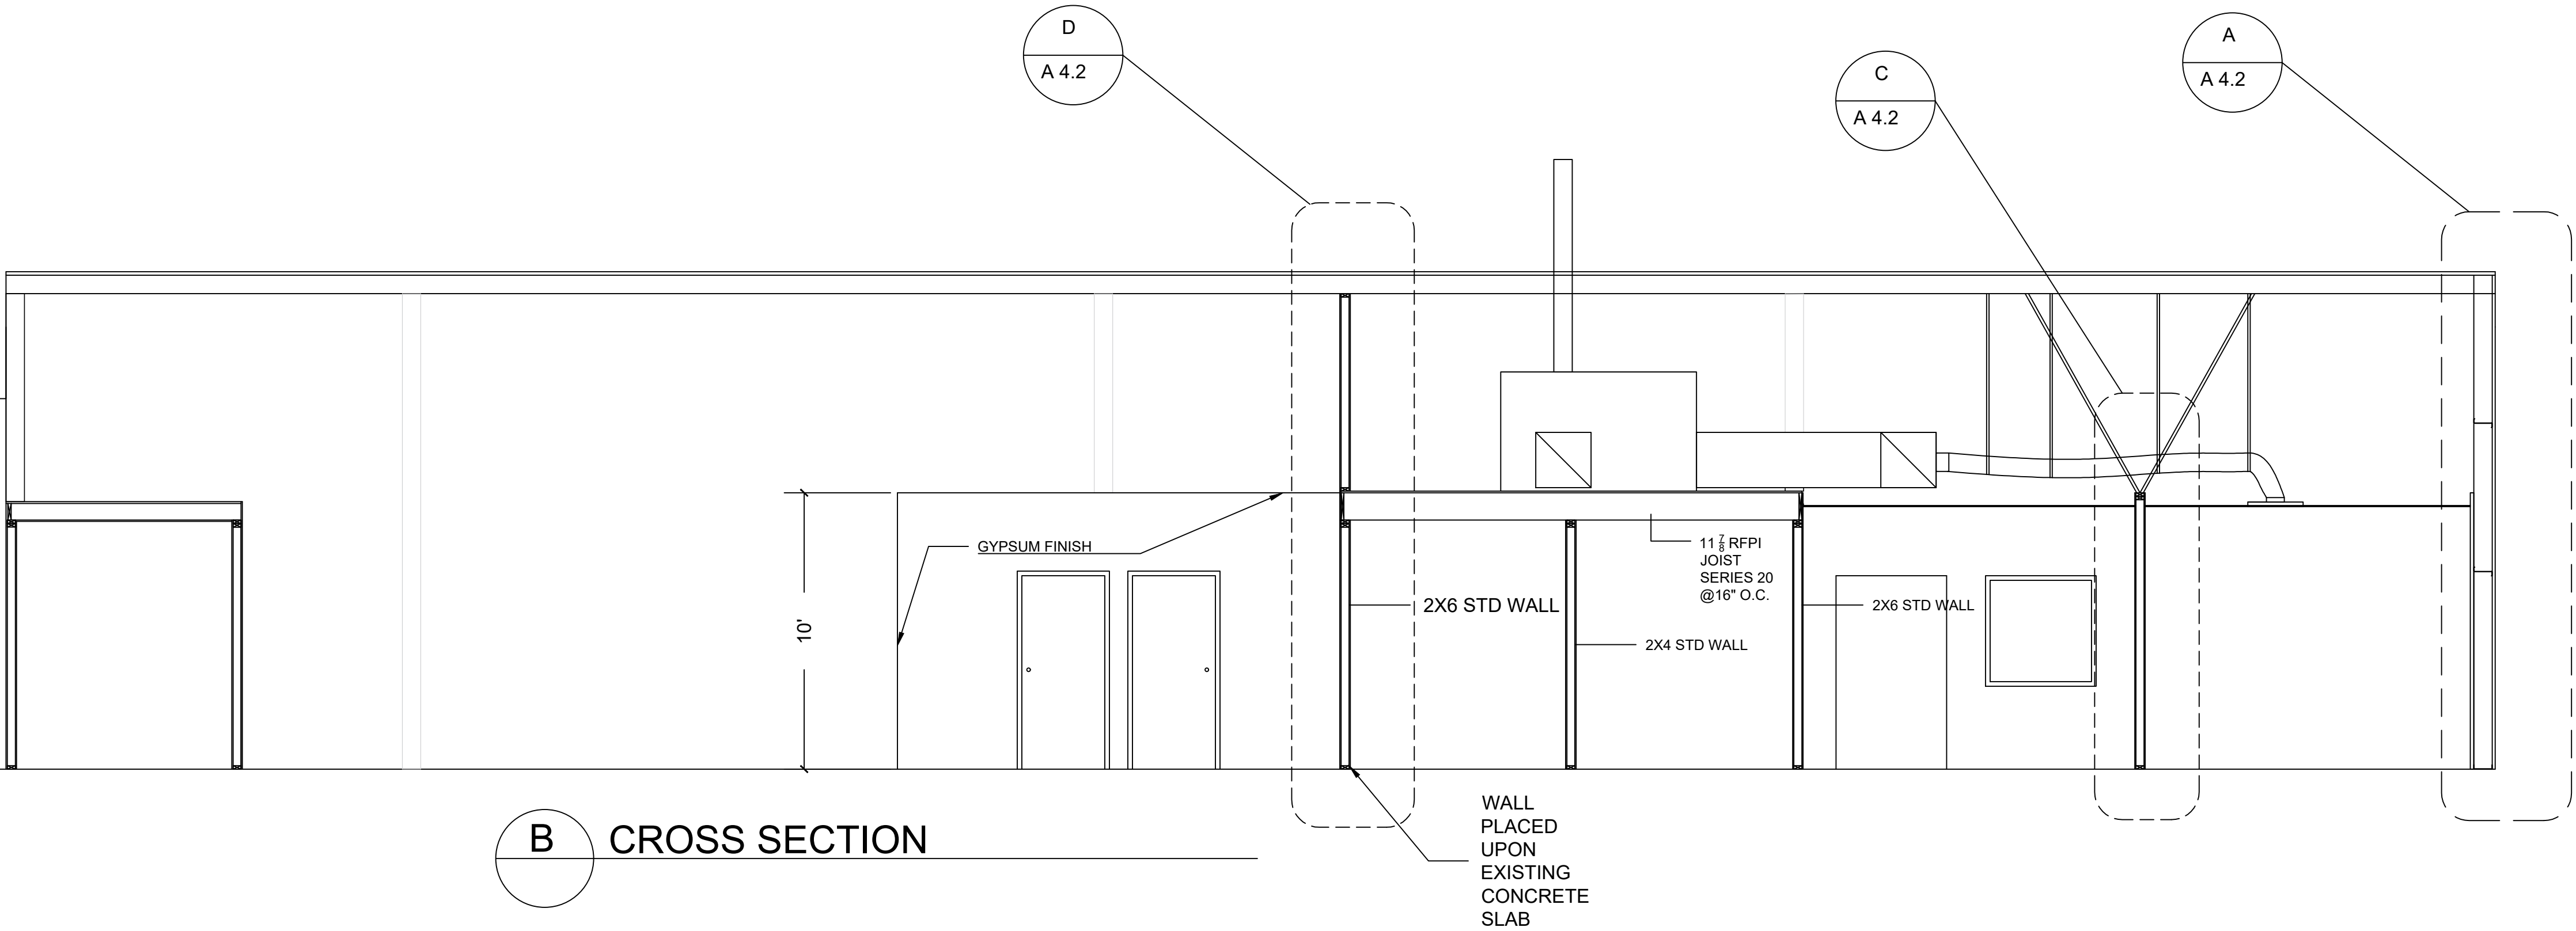 D
A 4.2
C
A 4.2
A
A 4.2
GYPSUM FINISH
10'
11 7/8 RFPI
JOIST
SERIES 20
@16" O.C.
2X6 STD WALL
2X4 STD WALL
2X6 STD WALL
WALL
PLACED
UPON
EXISTING
CONCRETE
SLAB
B
CROSS SECTION